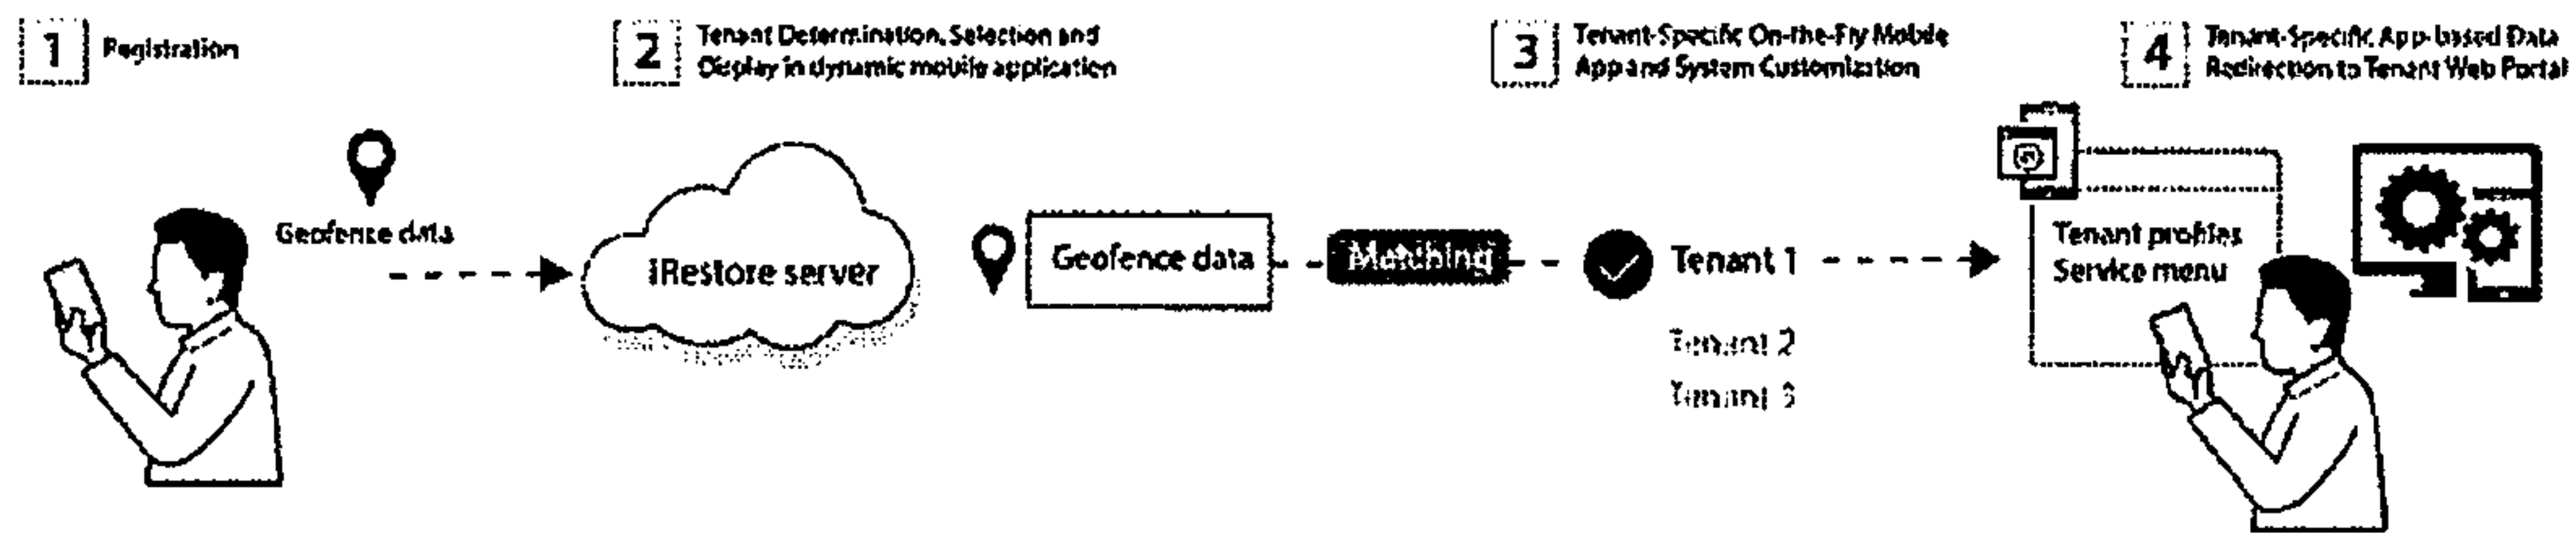 1 Registration
2 Tenant Determination, Selection and
Display in dynamic mobile application
3 Tenant-Specific On-the-Fly Mobile
App and System Customization
4 Tenant-Specific App-based Data
Redirection to Tenant Web Portal
Geofence data
iRestore server
Geofence data
Matching
Tenant 1
Tenant 2
Tenant 3
Tenant profiles
Service menu